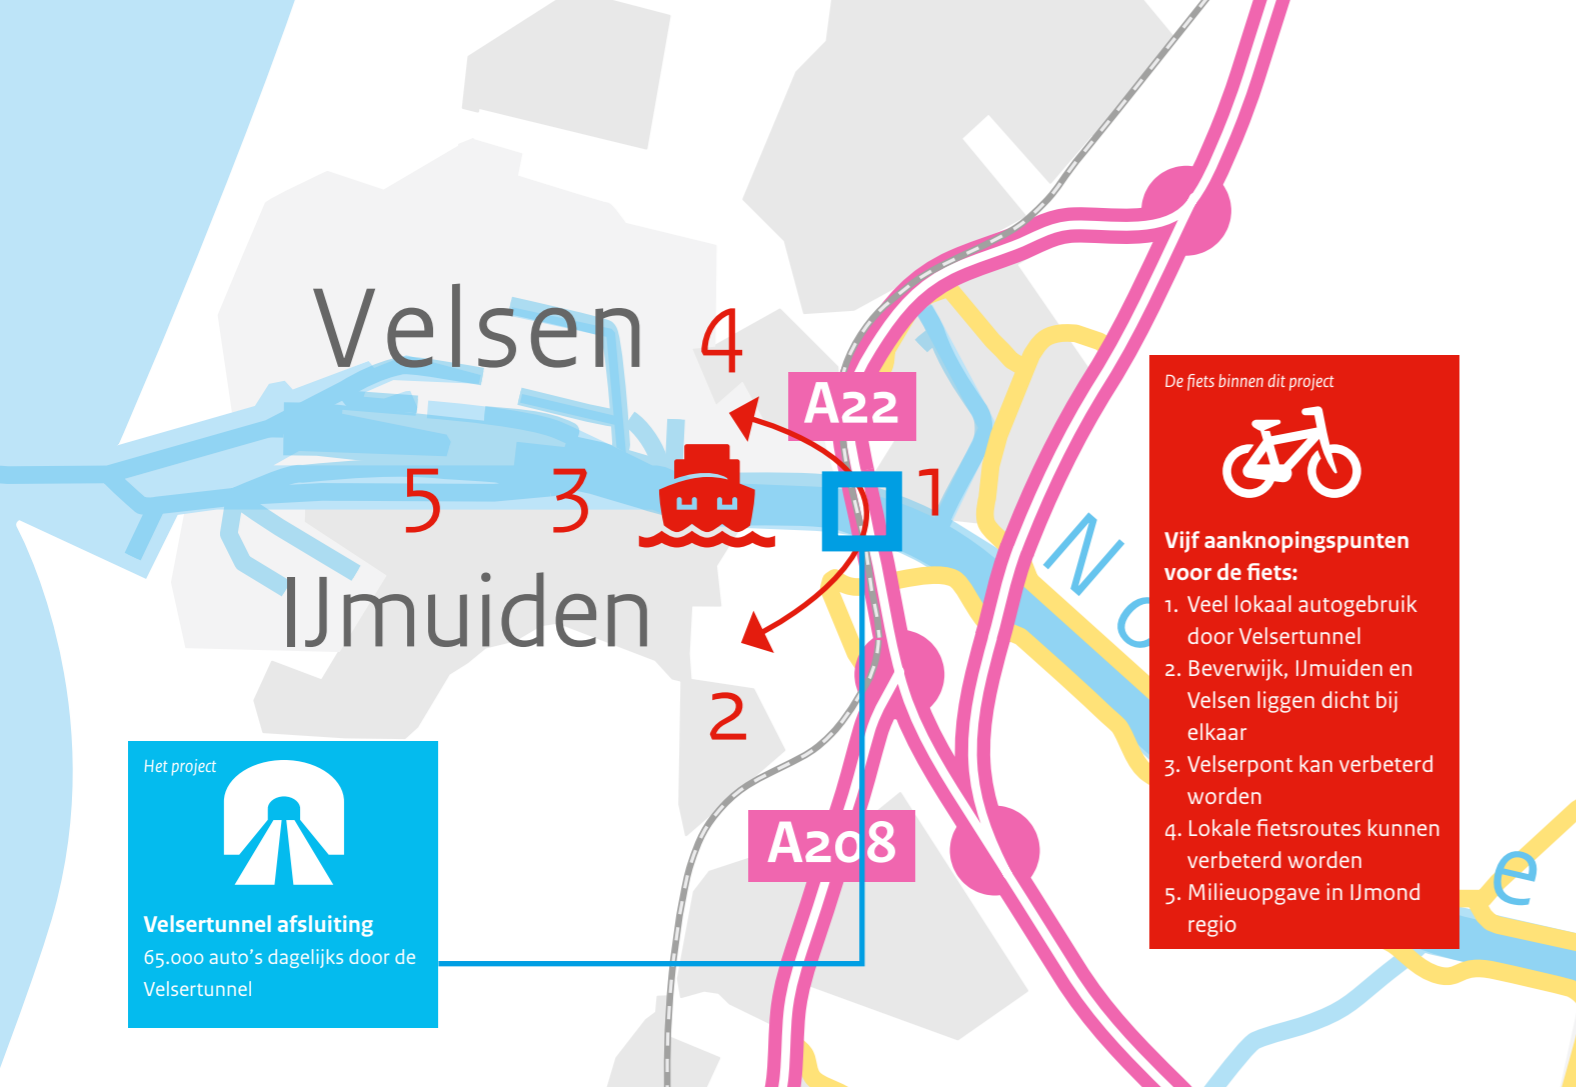 Velsen
4
A22
5
3
1
IJmuiden
2
A208
No
e
De fiets binnen dit project
Vijf aanknopingspunten
voor de fiets:
1. Veel lokaal autogebruik
door Velsertunnel
2. Beverwijk, IJmuiden en
Velsen liggen dicht bij
elkaar
3. Velserpont kan verbeterd
worden
4. Lokale fietsroutes kunnen
verbeterd worden
5. Milieuopgave in IJmond
regio
Het project
Velsertunnel afsluiting
65.000 auto's dagelijks door de
Velsertunnel